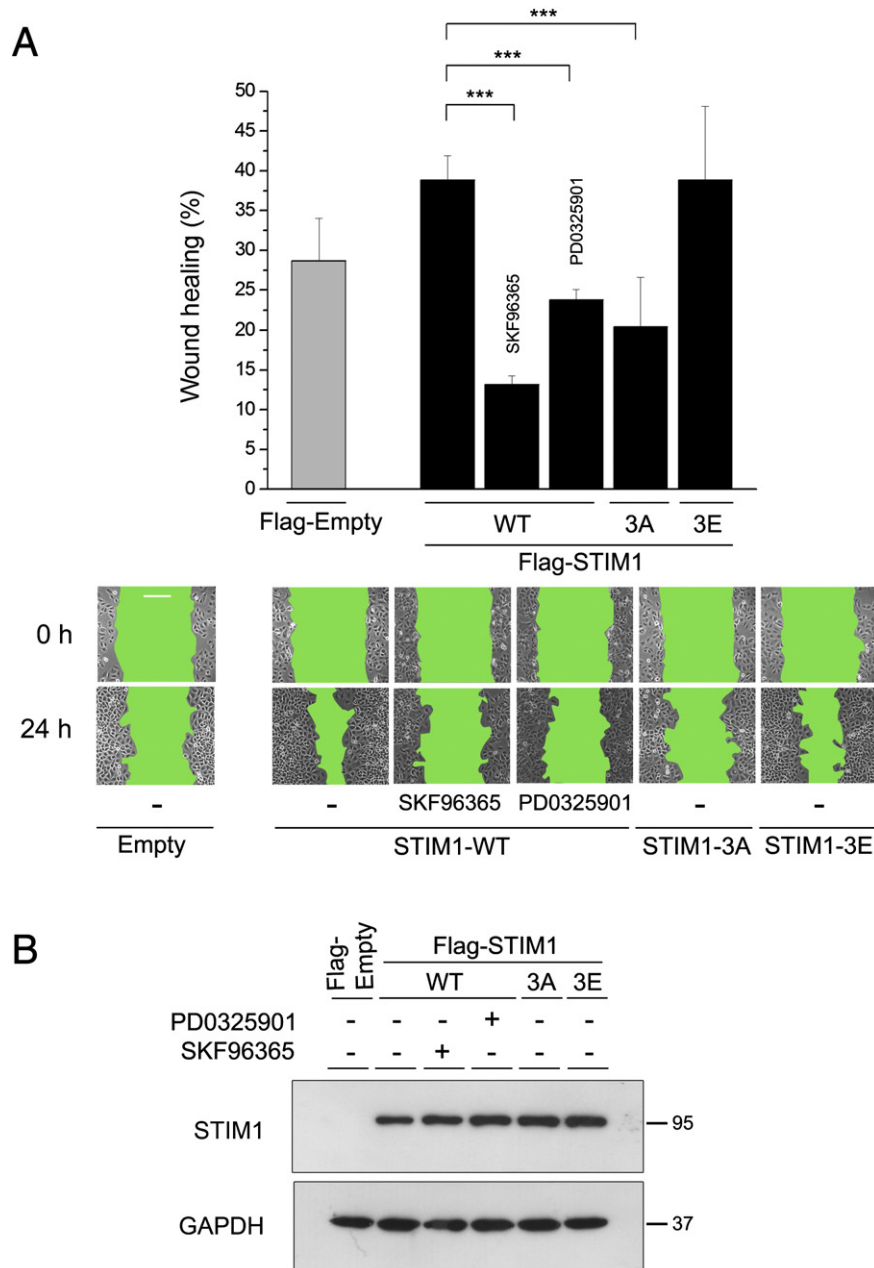 A
***
***
***
50
45
40
35
30
25
20
15
10
5
0
Wound healing (%)
SKF96365
PD0325901
Flag-Empty
WT
3A
3E
Flag-STIM1
0 h
24 h
-
-
SKF96365
PD0325901
-
-
Empty
STIM1-WT
STIM1-3A
STIM1-3E
B
Flag-
Empty
Flag-STIM1
WT
3A
3E
PD0325901
- - - + - -
SKF96365
- - + - - -
STIM1
95
GAPDH
37